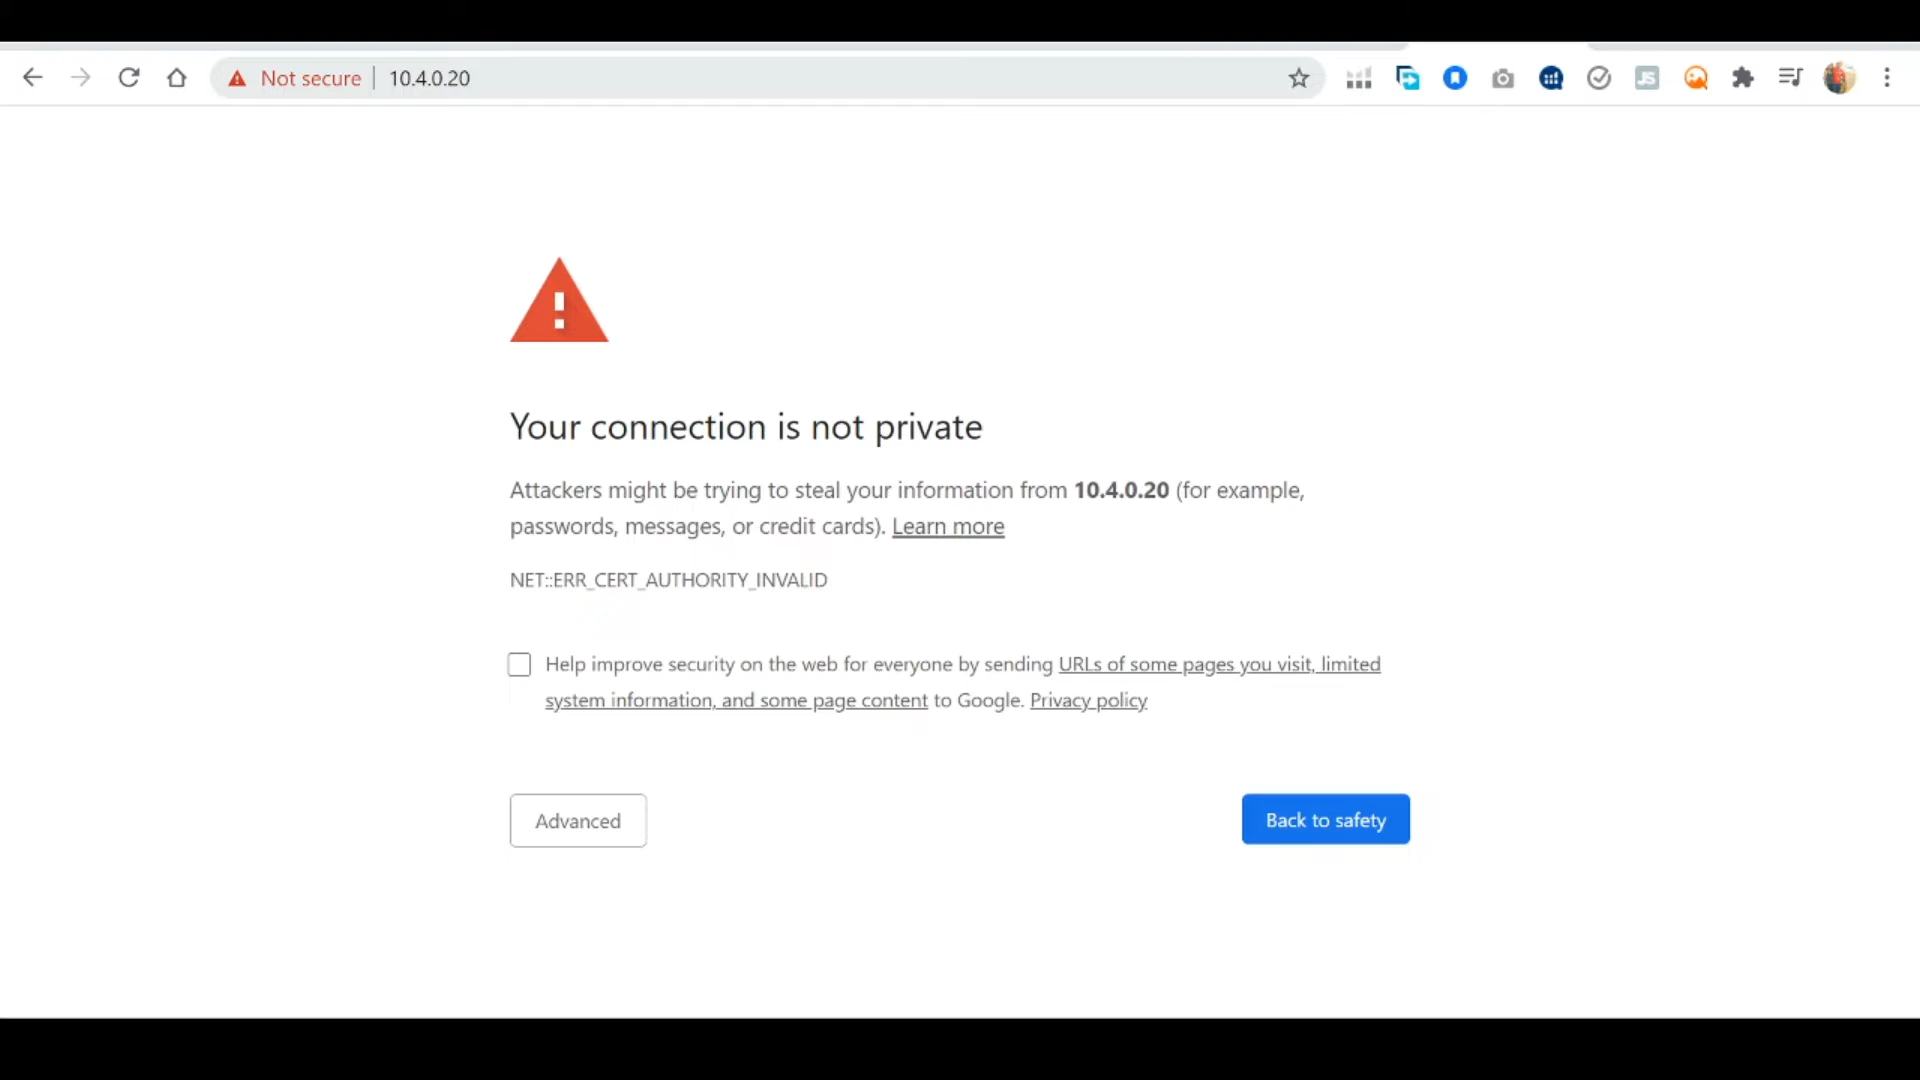 Not secure | 10.4.0.20
JS
Your connection is not private
Attackers might be trying to steal your information from 10.4.0.20 (for example,
passwords, messages, or credit cards). Learn more
NET::ERR_CERT_AUTHORITY_INVALID
Help improve security on the web for everyone by sending URLs of some pages you visit, limited
system information, and some page content to Google. Privacy policy
Advanced
Back to safety